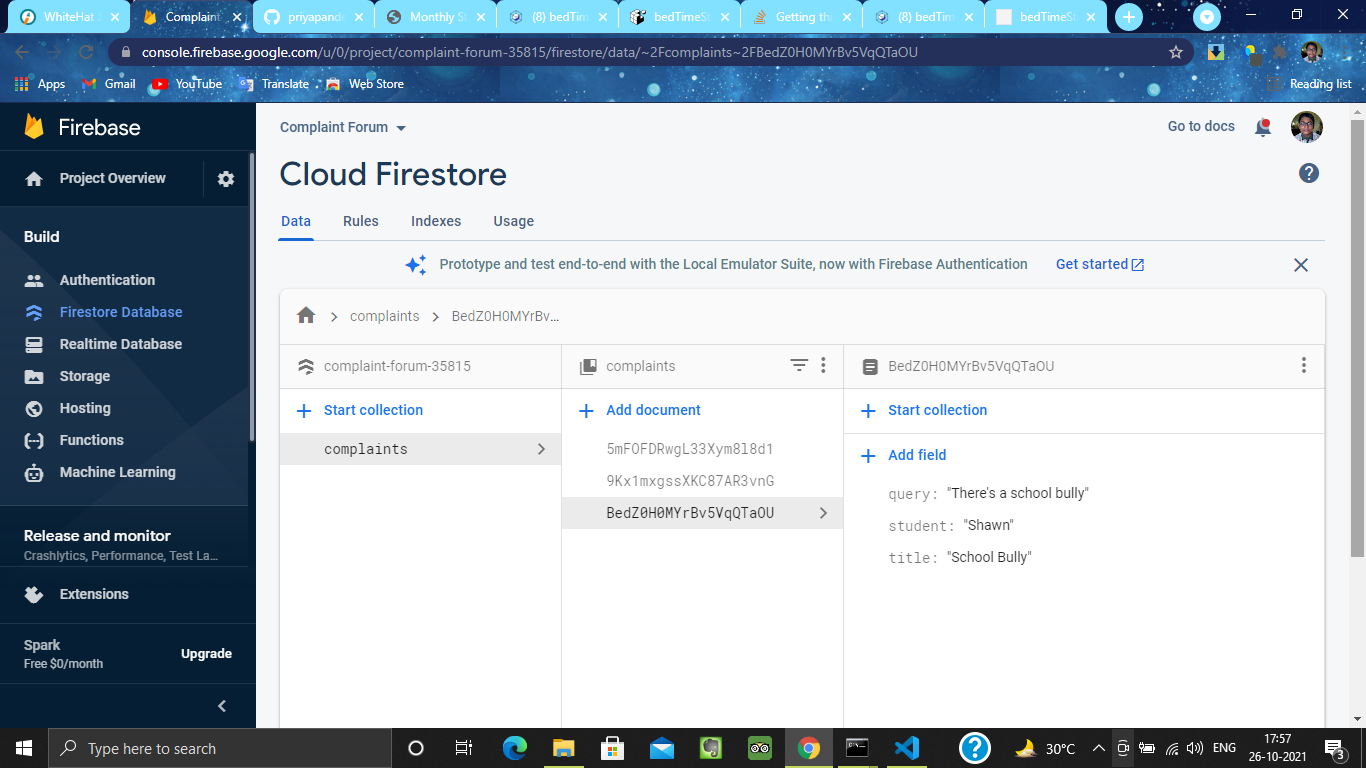 WhiteHat
Complaint
priyapand
Monthly S
(8) bedTim
bedTimeSt
Getting th
(8) bedTim
bedTimeSt
console.firebase.google.com/u/0/project/complaint-forum-35815/firestore/data/~2Fcomplaints~2FBedZ0H0MYrBv5VqQTaOU
Apps
Gmail
YouTube
Translate
Web Store
Reading list
Firebase
Project Overview
Build
Authentication
Firestore Database
Realtime Database
Storage
Hosting
Functions
Machine Learning
Release and monitor
Crashlytics, Performance, Test La...
Extensions
Spark
Free $0/month
Upgrade
Complaint Forum
Go to docs
Cloud Firestore
Data
Rules
Indexes
Usage
Prototype and test end-to-end with the Local Emulator Suite, now with Firebase Authentication
Get started
complaints
BedZ0H0MYrBv...
complaint-forum-35815
Start collection
complaints
complaints
Add document
5mFOFDRwgL33Xym8l8d1
9Kx1mxgssXKC87AR3vnG
BedZ0H0MYrBv5VqQTaOU
BedZ0H0MYrBv5VqQTaOU
Start collection
Add field
query: "There's a school bully"
student: "Shawn"
title: "School Bully"
Type here to search
30°C
ENG
17:57
26-10-2021
3